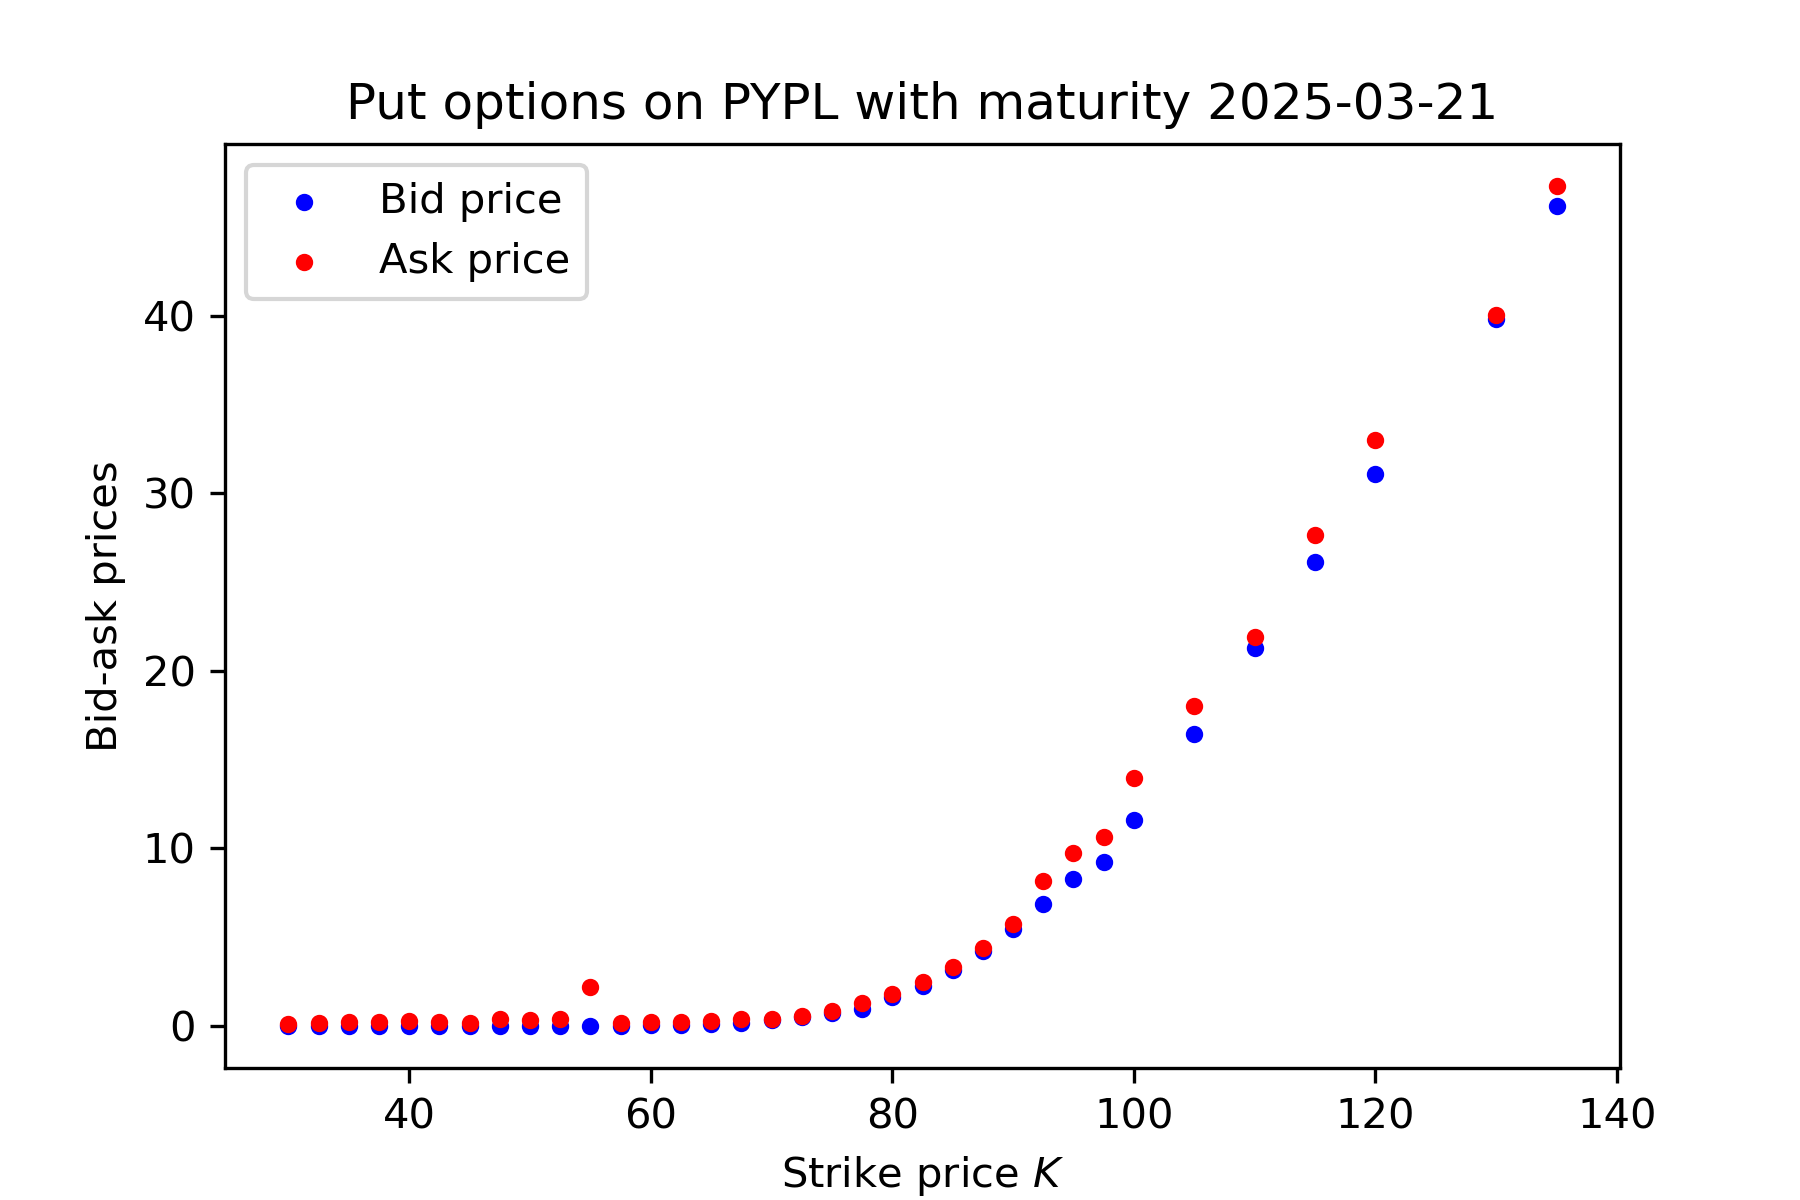 Put options on PYPL with maturity 2025-03-21
Bid price
Ask price
Bid-ask prices
40
30
20
10
0
40 60 80 100 120 140
Strike price K